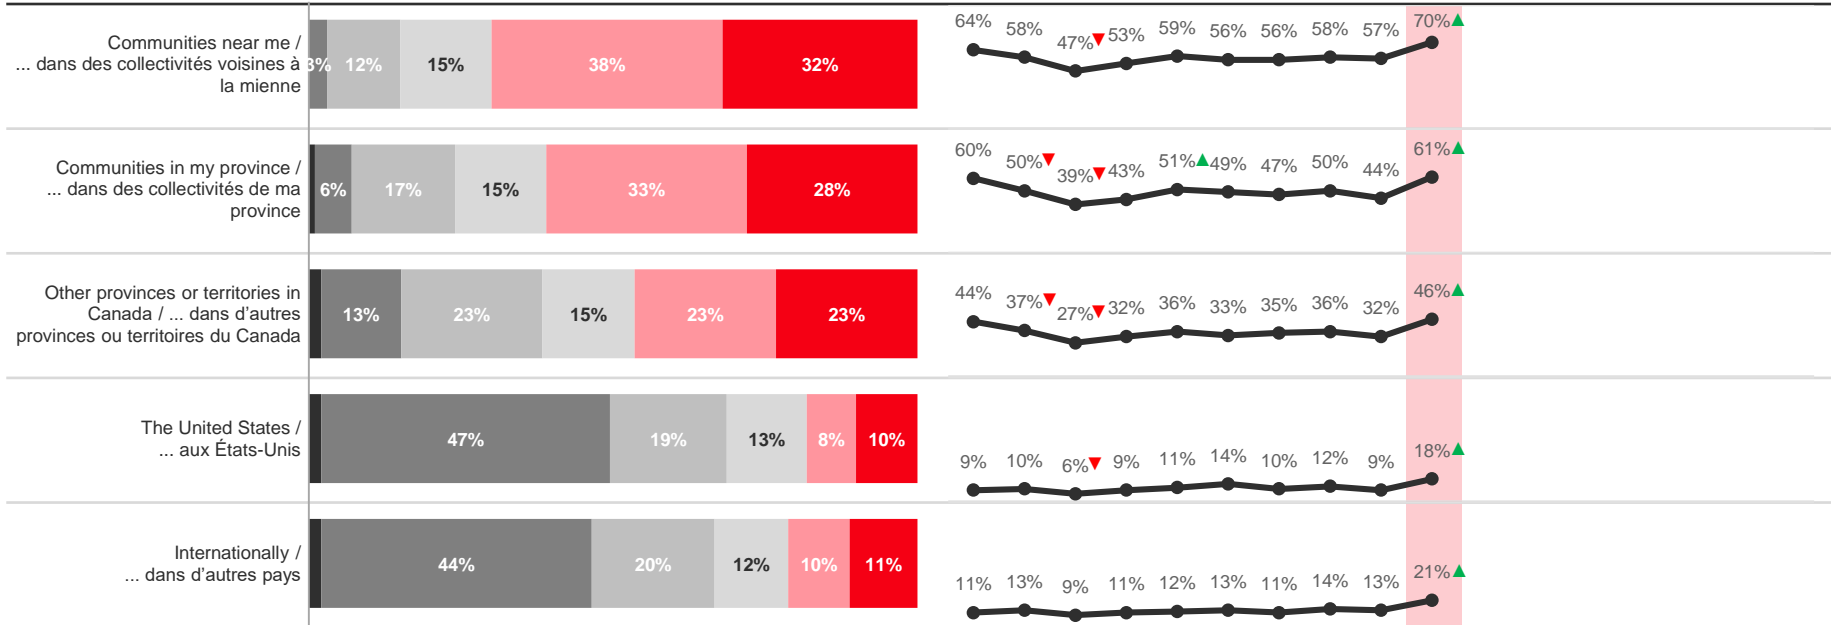 Communities near me /
... dans des collectivités voisines à
la mienne
3% 12% 15% 38% 32%
64% 58% 47% ▼ 53% 59% 56% 56% 58% 57% 70% ▲
Communities in my province /
... dans des collectivités de ma
province
6% 17% 15% 33% 28%
60% 50% ▼ 39% ▼ 43% 51% ▲ 49% 47% 50% 44% 61% ▲
Other provinces or territories in
Canada / ... dans d'autres
provinces ou territoires du Canada
13% 23% 15% 23% 23%
44% 37% ▼ 27% ▼ 32% 36% 33% 35% 36% 32% 46% ▲
The United States /
... aux États-Unis
47% 19% 13% 8% 10%
9% 10% 6% ▼ 9% 11% 14% 10% 12% 9% 18% ▲
Internationally /
... dans d'autres pays
44% 20% 12% 10% 11%
11% 13% 9% 11% 12% 13% 11% 14% 13% 21% ▲